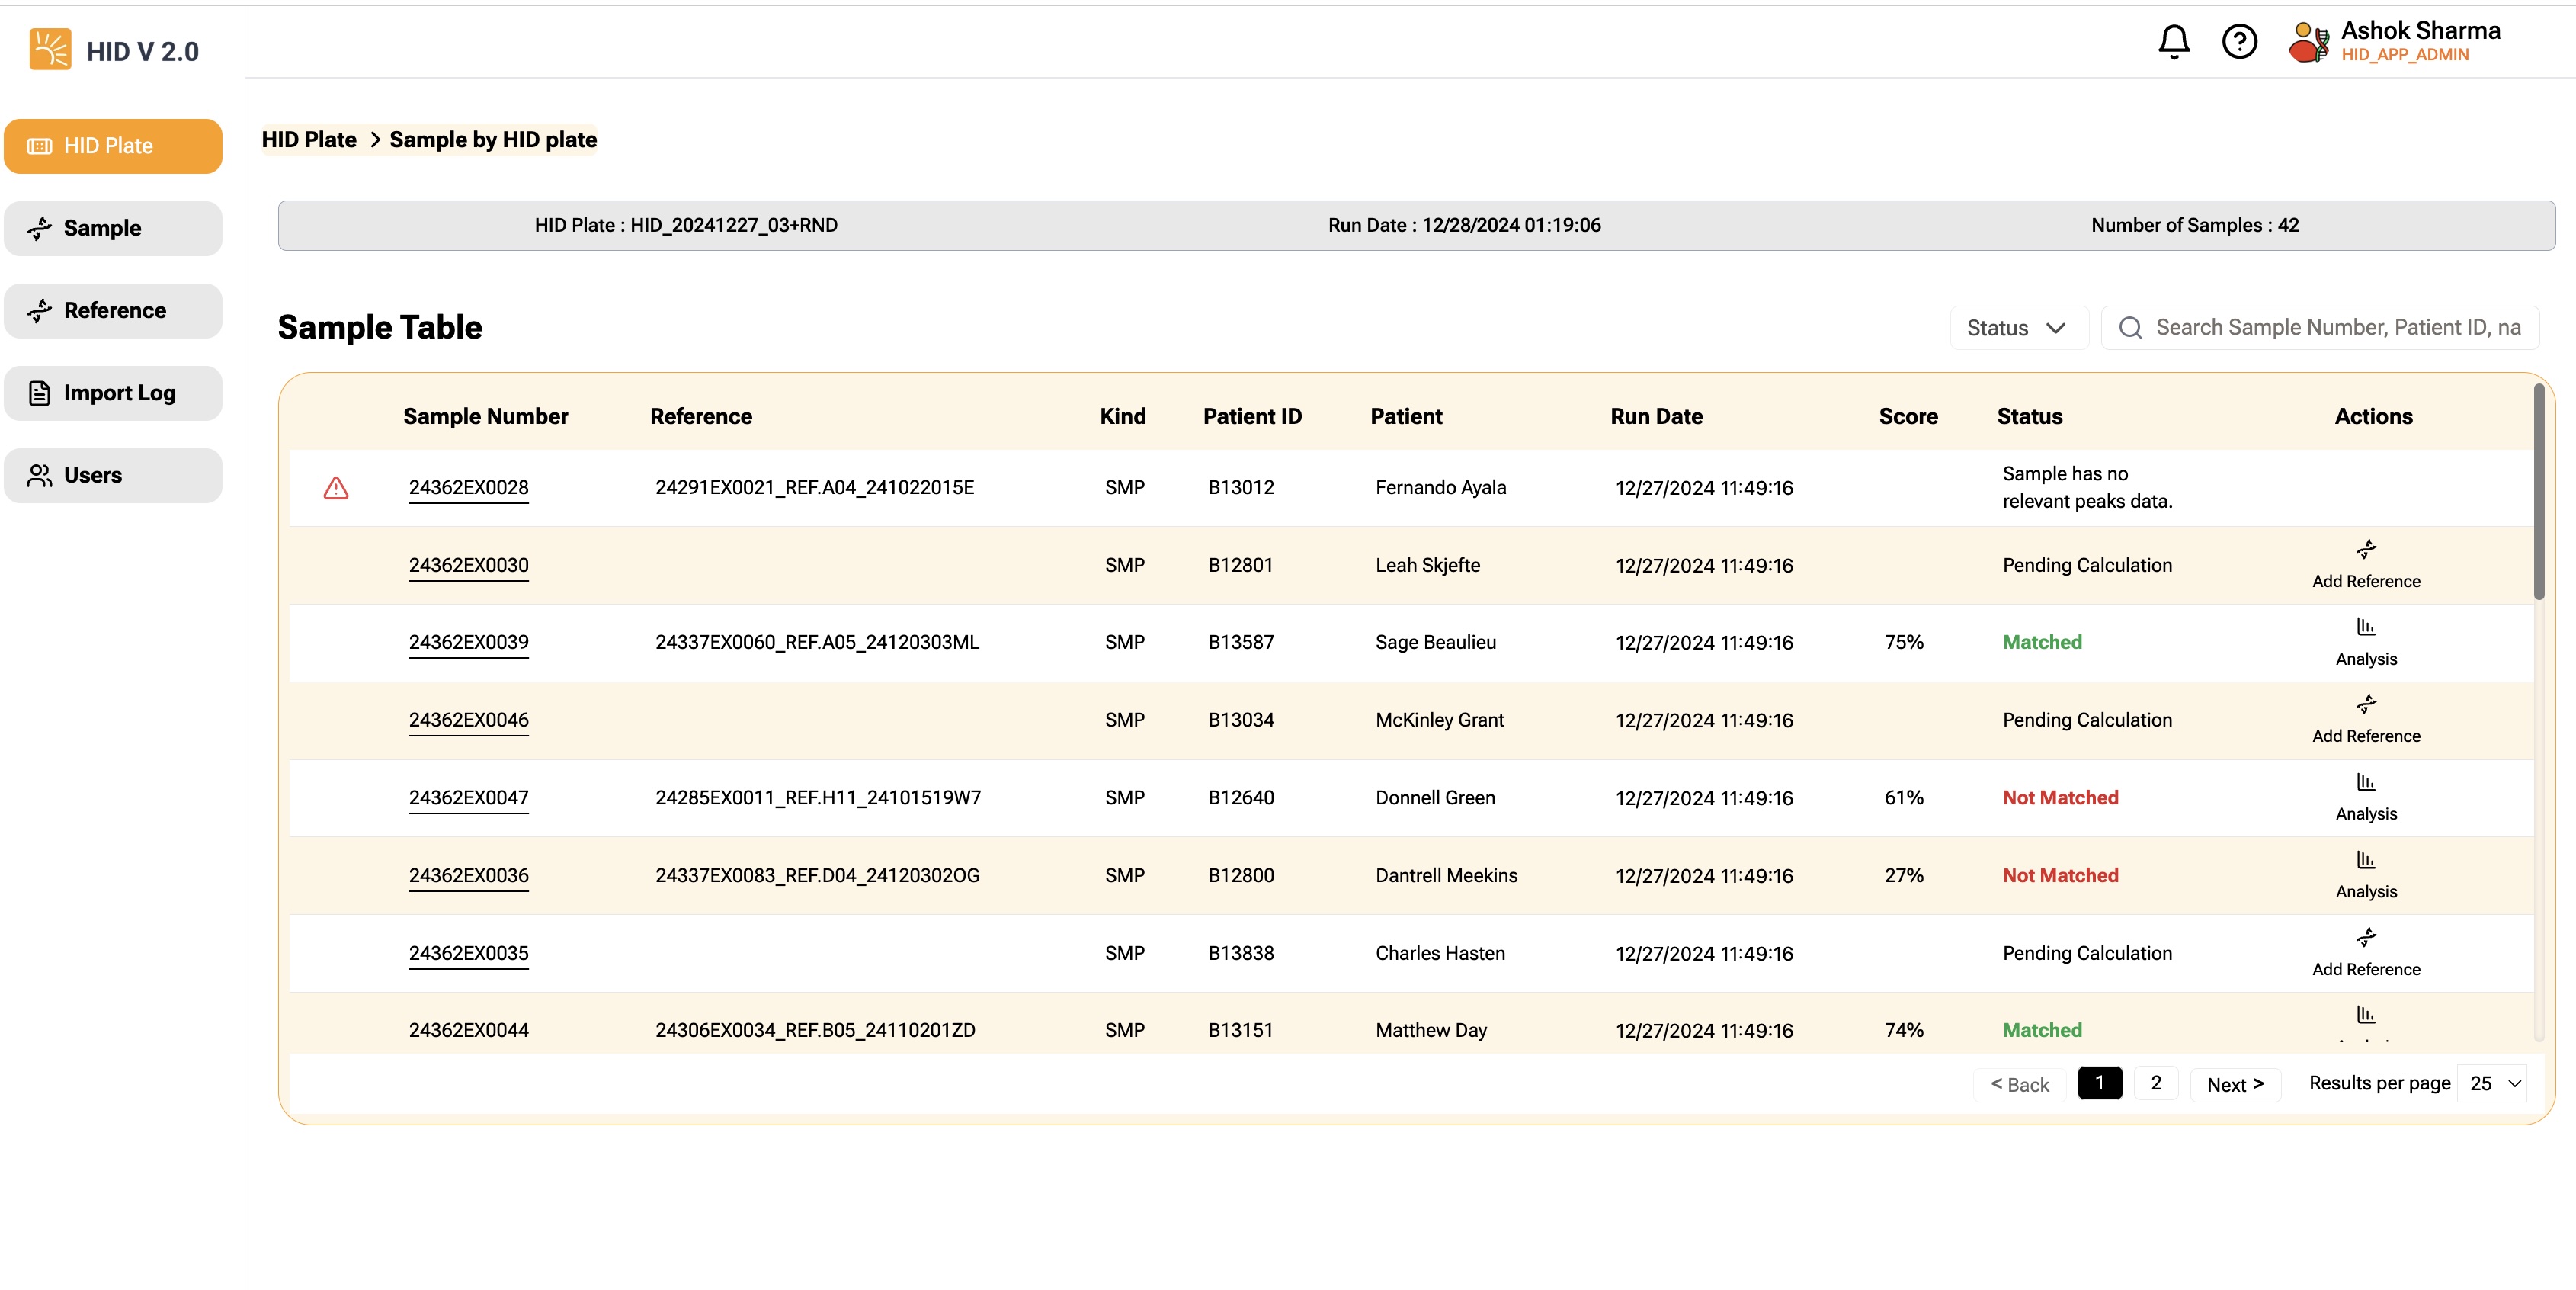 HID V 2.0
Ashok Sharma
HID_APP_ADMIN
HID Plate
Sample
Reference
Import Log
Users
HID Plate > Sample by HID plate
HID Plate : HID_20241227_03+RND Run Date : 12/28/2024 01:19:06 Number of Samples : 42
Sample Table
Status
Search Sample Number, Patient ID, na
Sample Number Reference Kind Patient ID Patient Run Date Score Status Actions
24362EX0028 24291EX0021_REF.A04_241022015E SMP B13012 Fernando Ayala 12/27/2024 11:49:16 Sample has no
relevant peaks data.
24362EX0030 SMP B12801 Leah Skjefte 12/27/2024 11:49:16 Pending Calculation Add Reference
24362EX0039 24337EX0060_REF.A05_24120303ML SMP B13587 Sage Beaulieu 12/27/2024 11:49:16 75% Matched Analysis
24362EX0046 SMP B13034 McKinley Grant 12/27/2024 11:49:16 Pending Calculation Add Reference
24362EX0047 24285EX0011_REF.H11_24101519W7 SMP B12640 Donnell Green 12/27/2024 11:49:16 61% Not Matched Analysis
24362EX0036 24337EX0083_REF.D04_24120302OG SMP B12800 Dantrell Meekins 12/27/2024 11:49:16 27% Not Matched Analysis
24362EX0035 SMP B13838 Charles Hasten 12/27/2024 11:49:16 Pending Calculation Add Reference
24362EX0044 24306EX0034_REF.B05_24110201ZD SMP B13151 Matthew Day 12/27/2024 11:49:16 74% Matched
< Back 1 2 Next > Results per page 25